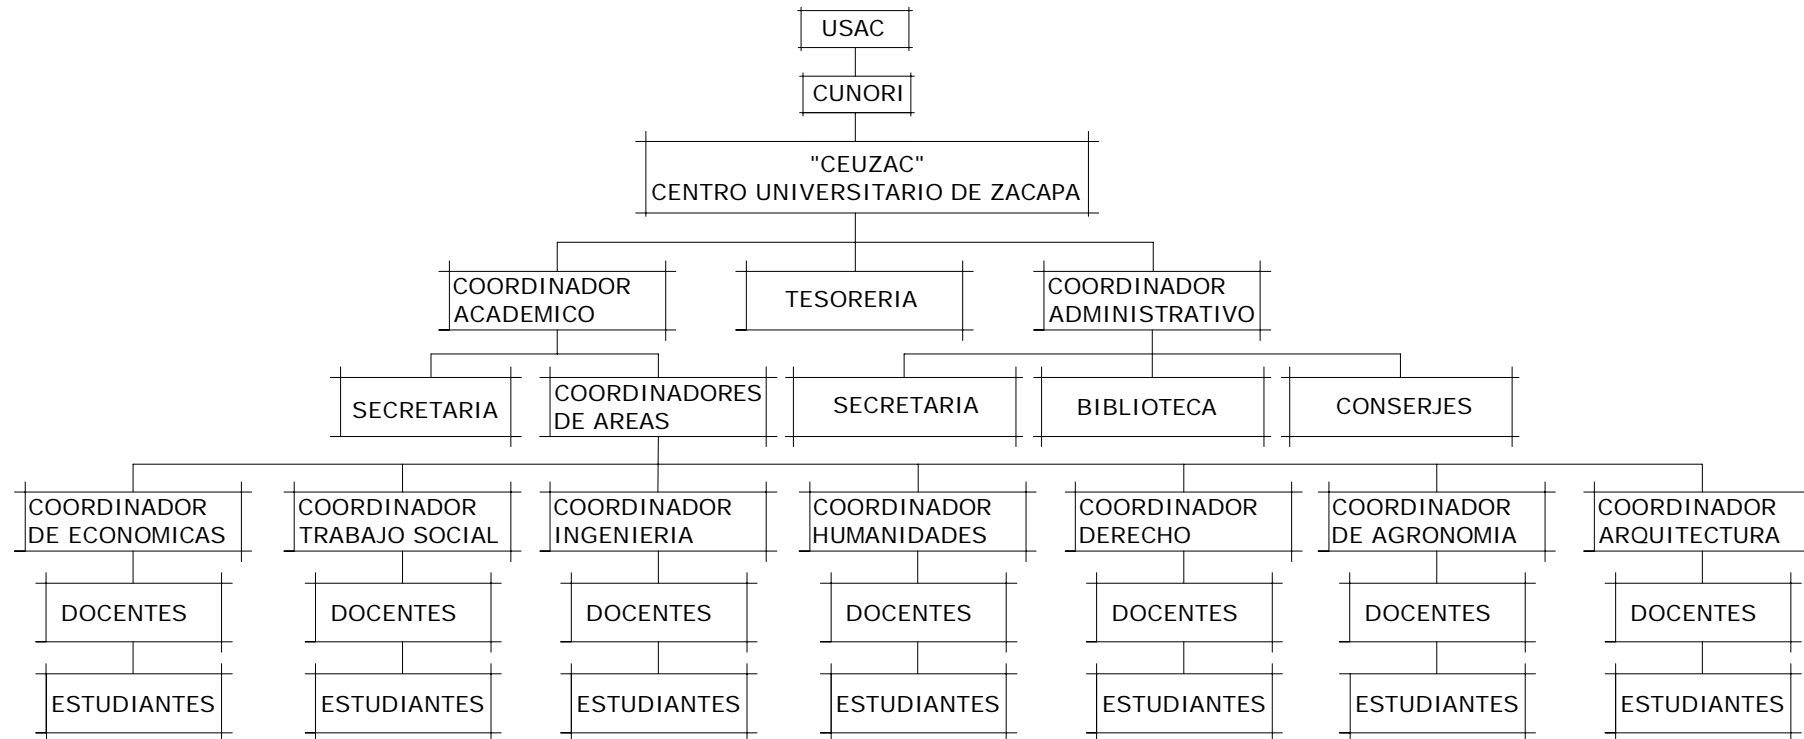 USAC
CUNORI
"CEUZAC"
CENTRO UNIVERSITARIO DE ZACAPA
COORDINADOR
ACADEMICO
TESORERIA
COORDINADOR
ADMINISTRATIVO
SECRETARIA
COORDINADORES
DE AREAS
SECRETARIA
BIBLIOTECA
CONSERJES
COORDINADOR
DE ECONOMICAS
COORDINADOR
TRABAJO SOCIAL
COORDINADOR
INGENIERIA
COORDINADOR
HUMANIDADES
COORDINADOR
DERECHO
COORDINADOR
DE AGRONOMIA
COORDINADOR
ARQUITECTURA
DOCENTES
DOCENTES
DOCENTES
DOCENTES
DOCENTES
DOCENTES
DOCENTES
ESTUDIANTES
ESTUDIANTES
ESTUDIANTES
ESTUDIANTES
ESTUDIANTES
ESTUDIANTES
ESTUDIANTES